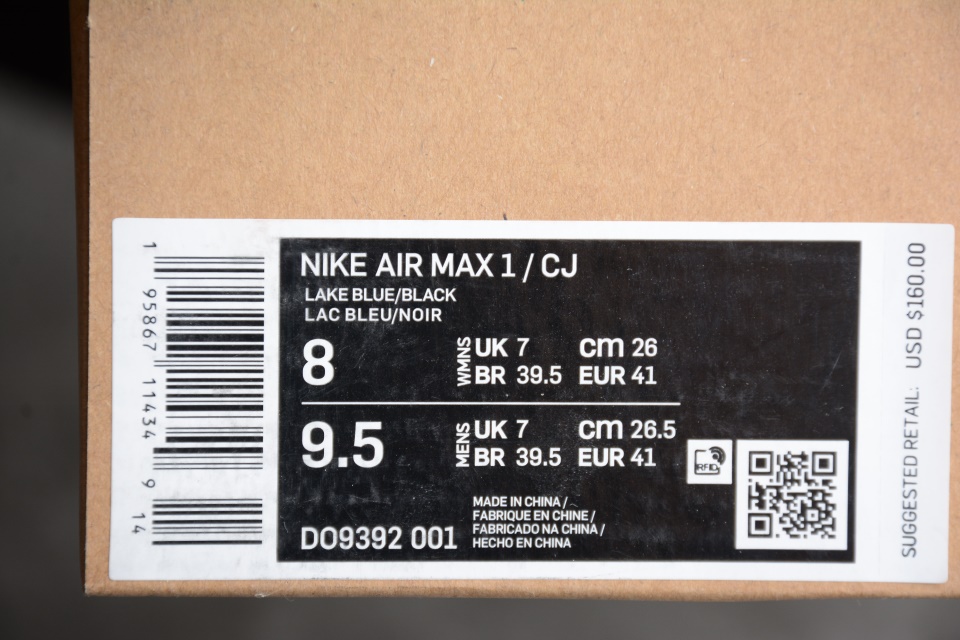 NIKE AIR MAX 1 / CJ
LAKE BLUE/BLACK
LAC BLEU/NOIR
8 WMNS UK 7 cm 26
BR 39.5 EUR 41
9.5 MENS UK 7 cm 26.5
BR 39.5 EUR 41
RFID
DO9392 001
MADE IN CHINA /
FABRIQUE EN CHINE /
FABRICADO NA CHINA /
HECHO EN CHINA
1 95867 11434 9 14
SUGGESTED RETAIL: USD $160.00